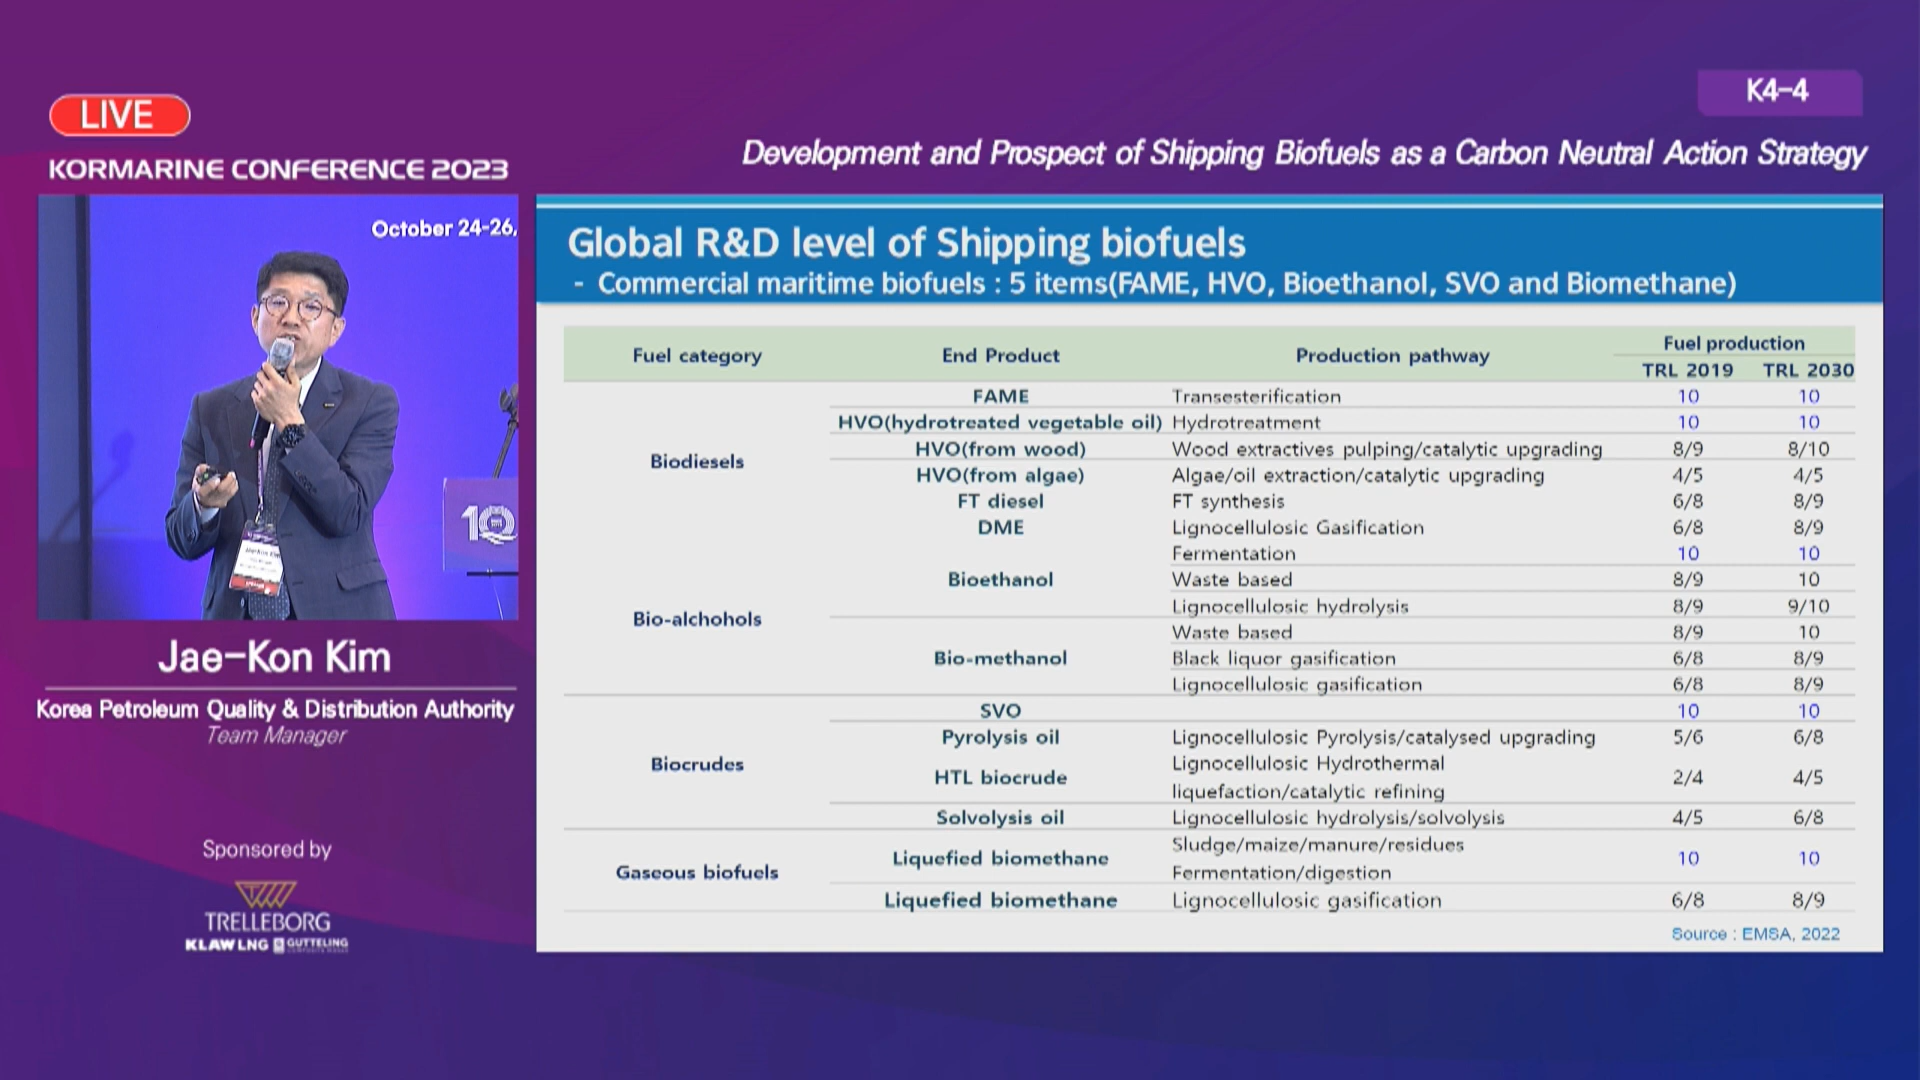 LIVE
K4-4
KORMARINE CONFERENCE 2023
Development and Prospect of Shipping Biofuels as a Carbon Neutral Action Strategy
October 24-26,
10
Jae-Kon Kim
Jae-Kon Kim
Korea Petroleum Quality & Distribution Authority
Team Manager
Sponsored by
TRELLEBORG
KLAW LNG GUTTELING
Global R&D level of Shipping biofuels
- Commercial maritime biofuels : 5 items(FAME, HVO, Bioethanol, SVO and Biomethane)
Fuel category End Product Production pathway Fuel production
TRL 2019 TRL 2030
Biodiesels
FAME Transesterification 10 10
HVO(hydrotreated vegetable oil) Hydrotreatment 10 10
HVO(from wood) Wood extractives pulping/catalytic upgrading 8/9 8/10
HVO(from algae) Algae/oil extraction/catalytic upgrading 4/5 4/5
FT diesel FT synthesis 6/8 8/9
DME Lignocellulosic Gasification 6/8 8/9
Bio-alchohols
Bioethanol
Fermentation 10 10
Waste based 8/9 10
Lignocellulosic hydrolysis 8/9 9/10
Bio-methanol
Waste based 8/9 10
Black liquor gasification 6/8 8/9
Lignocellulosic gasification 6/8 8/9
Biocrudes
SVO 10 10
Pyrolysis oil Lignocellulosic Pyrolysis/catalysed upgrading 5/6 6/8
HTL biocrude Lignocellulosic Hydrothermal
liquefaction/catalytic refining 2/4 4/5
Solvolysis oil Lignocellulosic hydrolysis/solvolysis 4/5 6/8
Gaseous biofuels
Liquefied biomethane Sludge/maize/manure/residues
Fermentation/digestion 10 10
Liquefied biomethane Lignocellulosic gasification 6/8 8/9
Source : EMSA, 2022